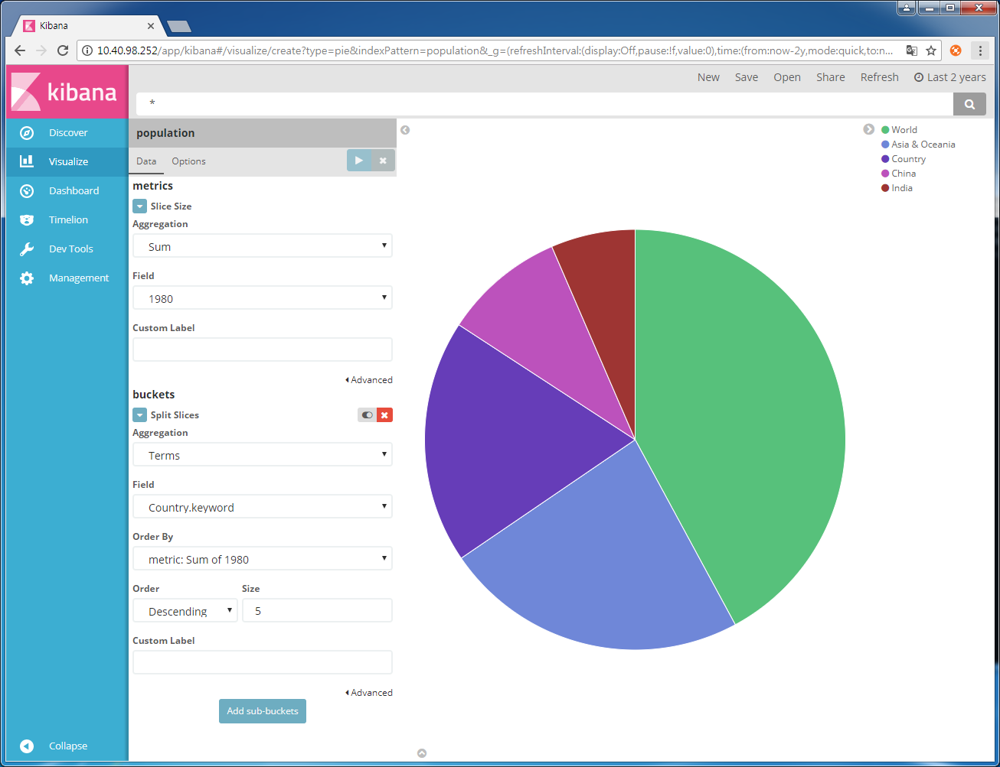 Kibana
10.40.98.252/app/kibana#/visualize/create?type=pie&indexPattern=population&_g=(refreshInterval:(display:Off,pause:!f,value:0),time:(from:now-2y,mode:quick,to:n...
kibana
New Save Open Share Refresh Last 2 years
*
Discover
Visualize
Dashboard
Timelion
Dev Tools
Management
Collapse
population
Data Options
metrics
Slice Size
Aggregation
Sum
Field
1980
Custom Label
Advanced
buckets
Split Slices
Aggregation
Terms
Field
Country.keyword
Order By
metric: Sum of 1980
Order Size
Descending 5
Custom Label
Advanced
Add sub-buckets
World
Asia & Oceania
Country
China
India